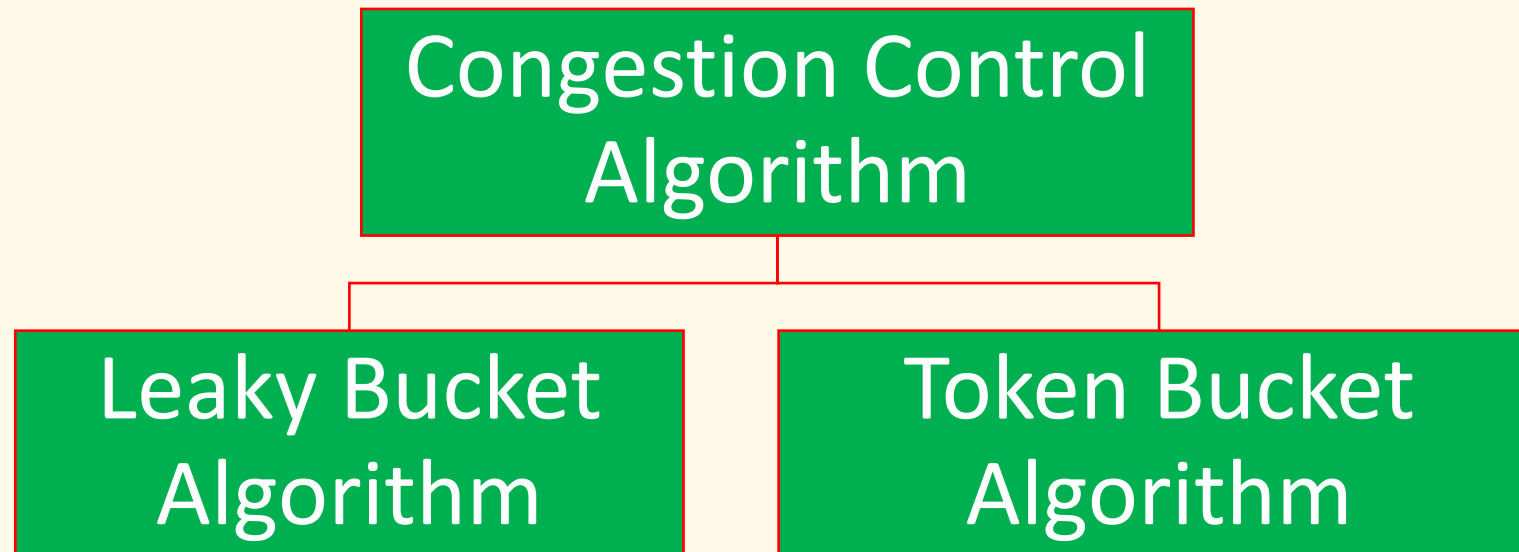 Congestion Control
Algorithm
Leaky Bucket
Algorithm
Token Bucket
Algorithm